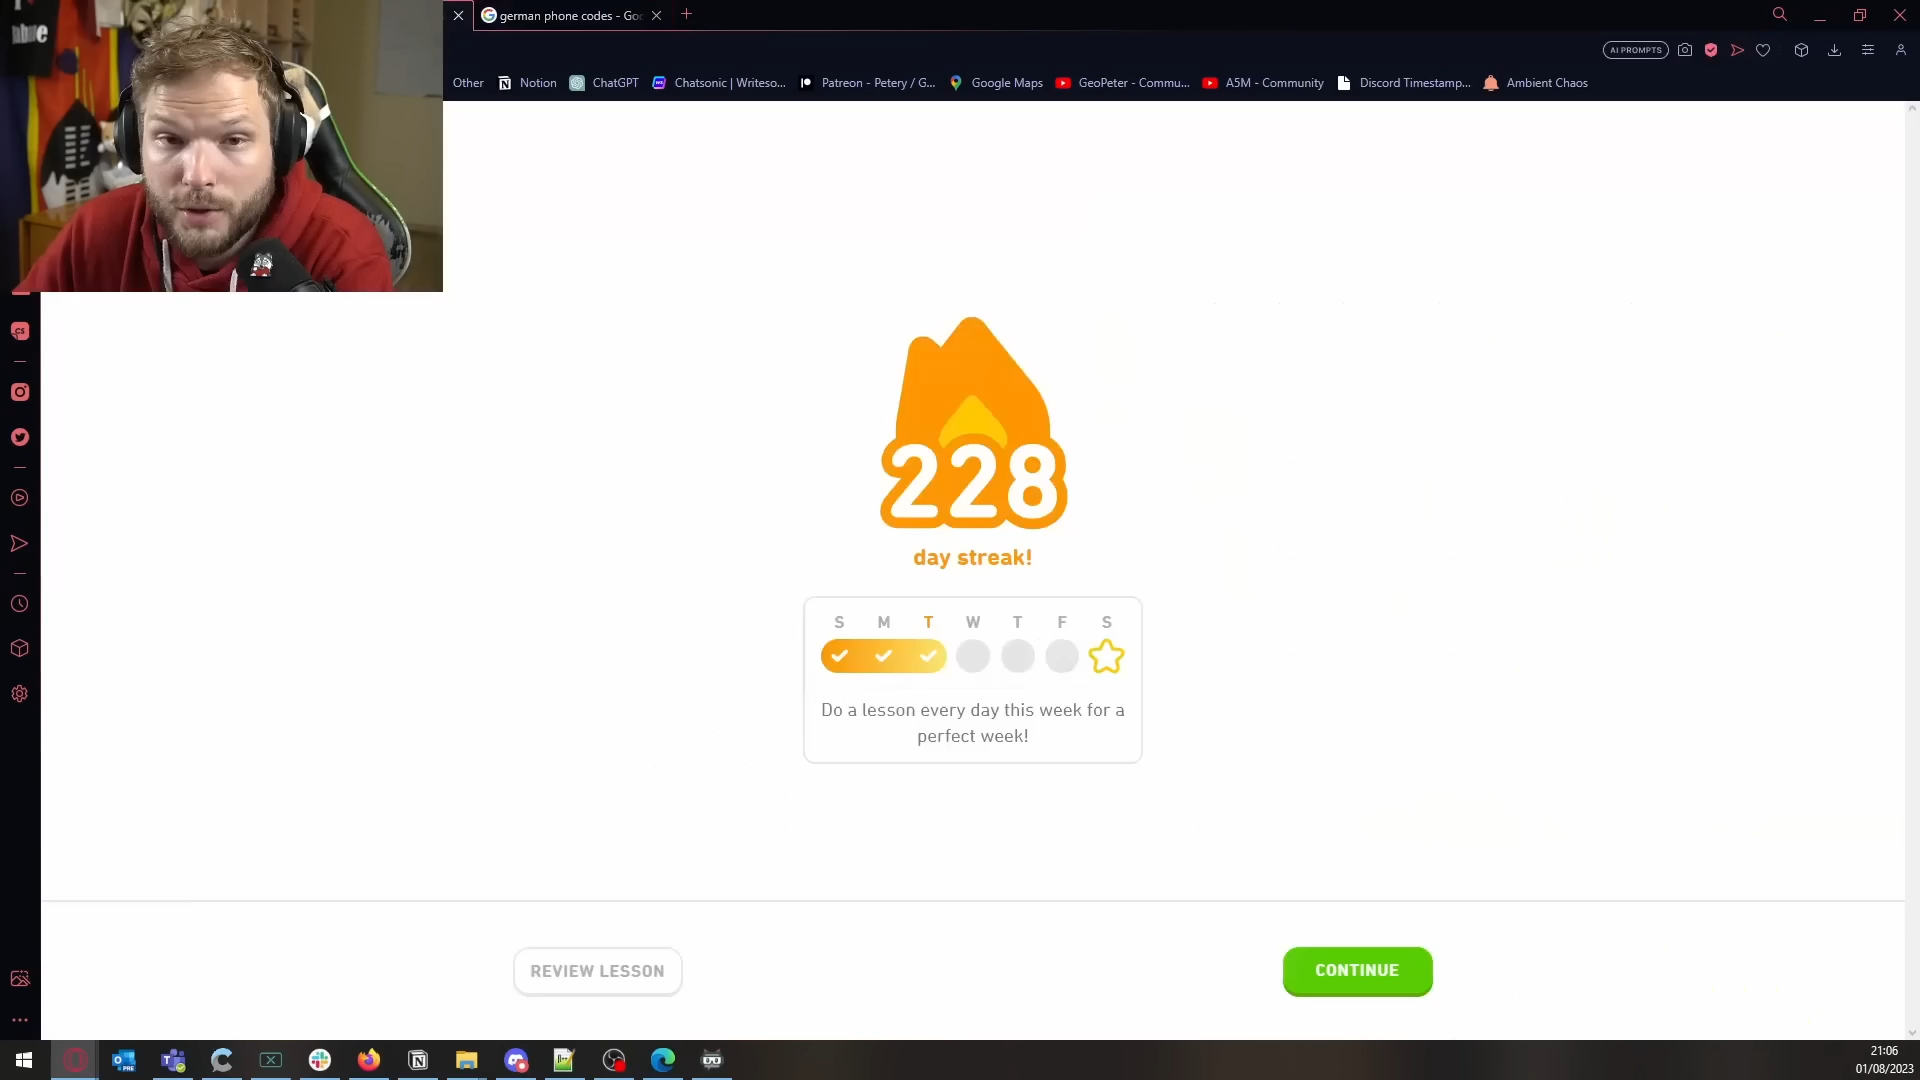 german phone codes - Goo
AI PROMPTS
Other
Notion
ChatGPT
Chatsonic | Writeso...
Patreon - Petery / G...
Google Maps
GeoPeter - Commu...
A5M - Community
Discord Timestamp...
Ambient Chaos
CS
228
day streak!
S M T W T F S
Do a lesson every day this week for a
perfect week!
REVIEW LESSON
CONTINUE
21:06
01/08/2023